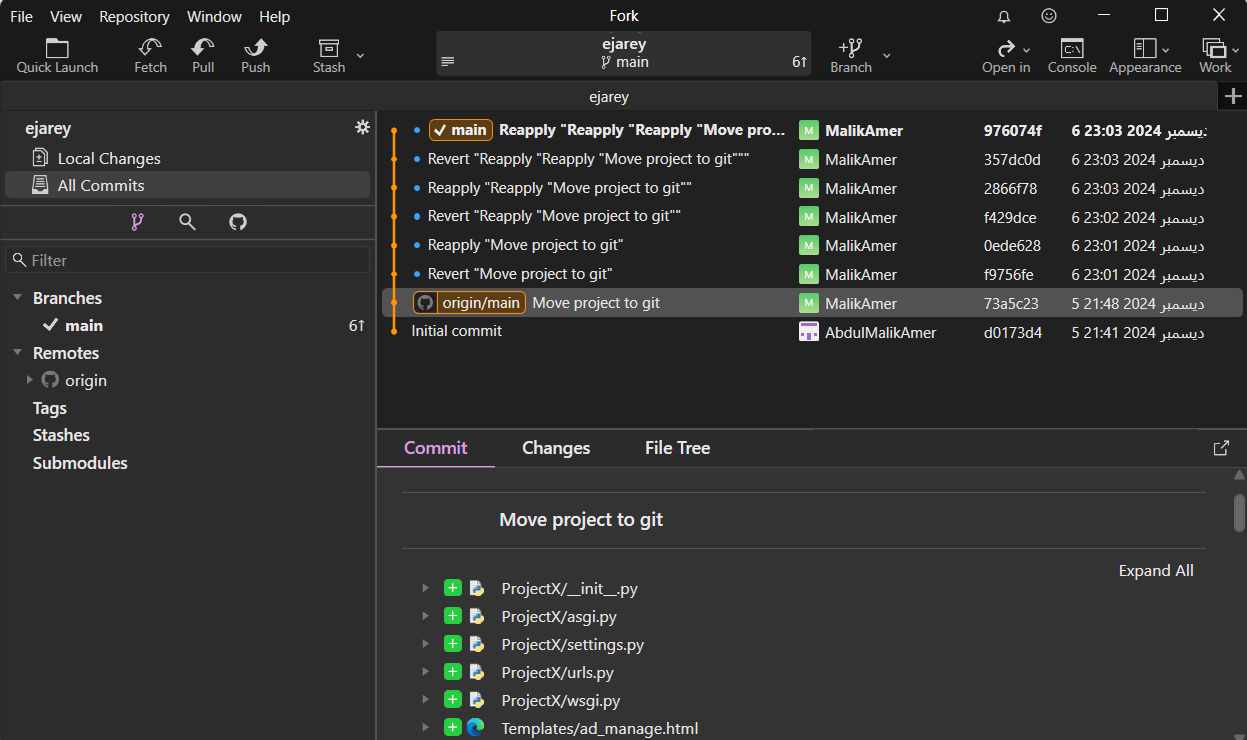 File View Repository Window Help
Fork
Quick Launch
Fetch
Pull
Push
Stash
ejarey
main
6↑
Branch
Open in
Console
Appearance
Work
ejarey
ejarey
Local Changes
All Commits
Filter
Branches
main 6↑
Remotes
origin
Tags
Stashes
Submodules
main Reapply "Reapply "Reapply "Move pro... MalikAmer 976074f 6 ديسمبر 2024 23:03
Revert "Reapply "Reapply "Move project to git""" MalikAmer 357dc0d 6 ديسمبر 2024 23:03
Reapply "Reapply "Move project to git"" MalikAmer 2866f78 6 ديسمبر 2024 23:03
Revert "Reapply "Move project to git"" MalikAmer f429dce 6 ديسمبر 2024 23:02
Reapply "Move project to git" MalikAmer 0ede628 6 ديسمبر 2024 23:01
Revert "Move project to git" MalikAmer f9756fe 6 ديسمبر 2024 23:01
origin/main Move project to git MalikAmer 73a5c23 5 ديسمبر 2024 21:48
Initial commit AbdulMalikAmer d0173d4 5 ديسمبر 2024 21:41
Commit Changes File Tree
Move project to git
Expand All
ProjectX/__init__.py
ProjectX/asgi.py
ProjectX/settings.py
ProjectX/urls.py
ProjectX/wsgi.py
Templates/ad_manage.html